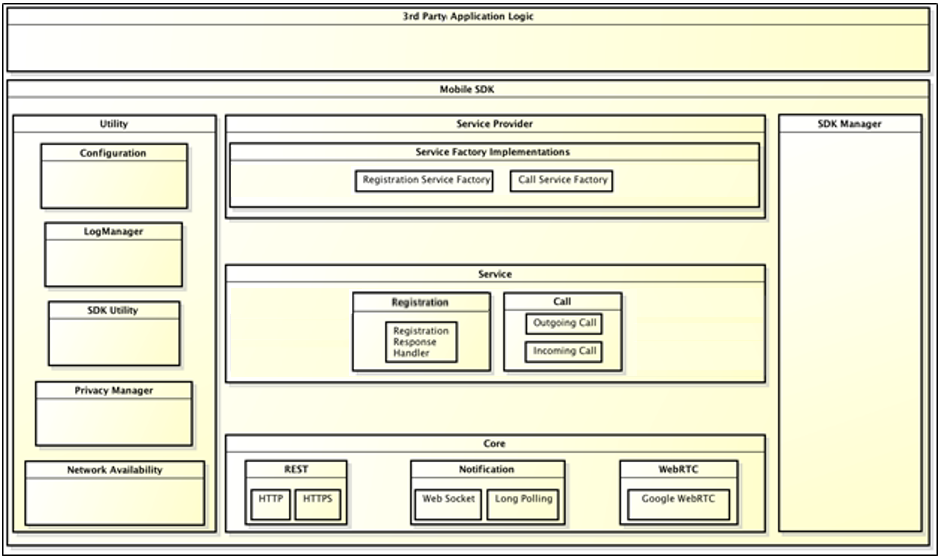 3rd Party Application Logic
Mobile SDK
Utility
Configuration
LogManager
SDK Utility
Privacy Manager
Network Availability
Service Provider
Service Factory Implementations
Registration Service Factory
Call Service Factory
Service
Registration
Registration
Response
Handler
Call
Outgoing Call
Incoming Call
Core
REST
HTTP
HTTPS
Notification
Web Socket
Long Polling
WebRTC
Google WebRTC
SDK Manager